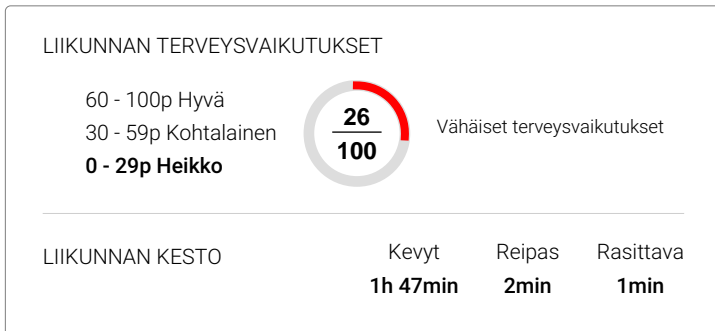 LIIKUNNAN TERVEYSVAIKUTUKSET
60 - 100p Hyvä
30 - 59p Kohtalainen
0 - 29p Heikko
26
100
Vähäiset terveysvaikutukset
LIIKUNNAN KESTO
Kevyt Reipas Rasittava
1h 47min 2min 1min